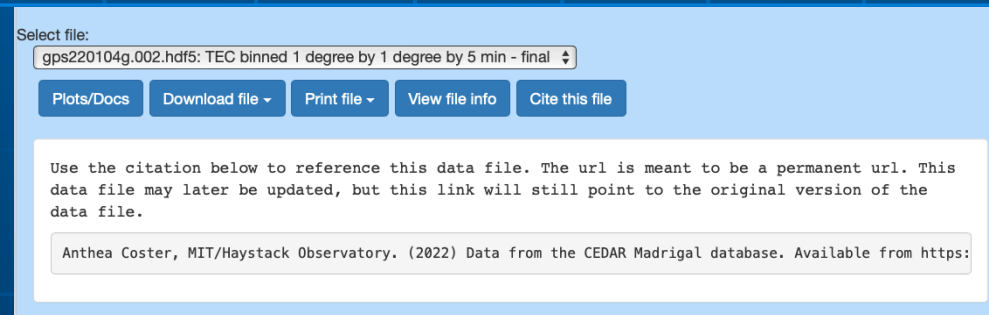 Select file:
gps220104g.002.hdf5: TEC binned 1 degree by 1 degree by 5 min - final
Plots/Docs Download file Print file View file info Cite this file
Use the citation below to reference this data file. The url is meant to be a permanent url. This
data file may later be updated, but this link will still point to the original version of the
data file.
Anthea Coster, MIT/Haystack Observatory. (2022) Data from the CEDAR Madrigal database. Available from https: